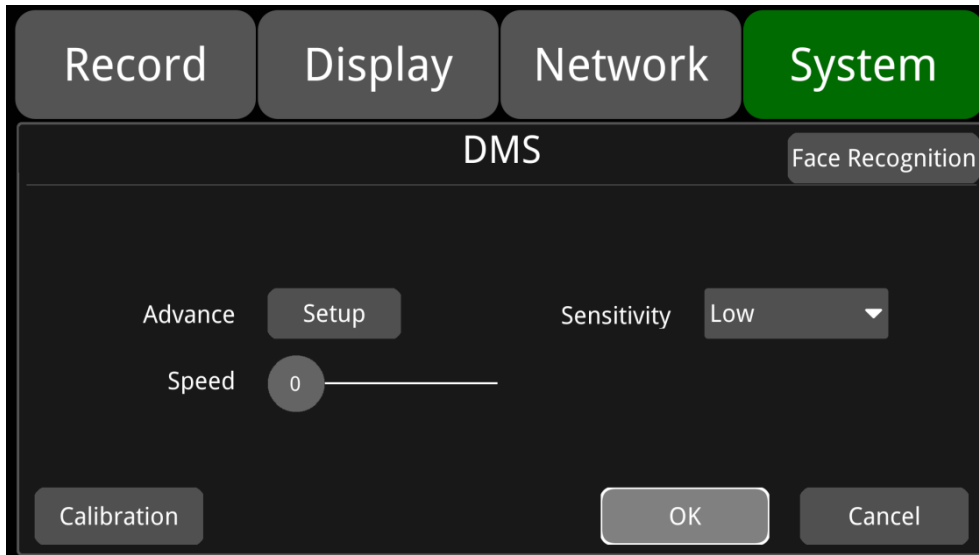 Record Display Network System
DMS
Face Recognition
Advance Setup Sensitivity Low
Speed 0
Calibration OK Cancel